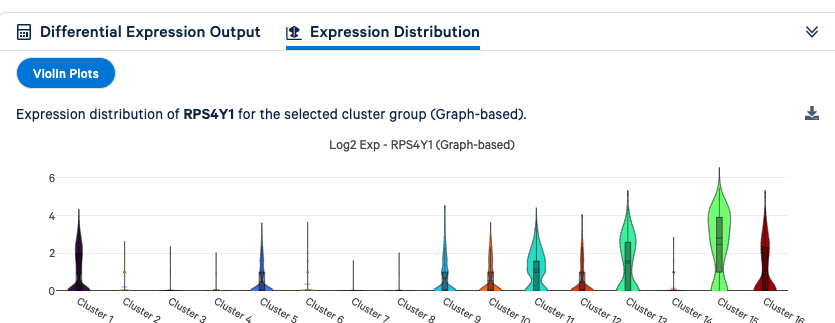 Differential Expression Output Expression Distribution
Violin Plots
Expression distribution of RPS4Y1 for the selected cluster group (Graph-based).
Log2 Exp - RPS4Y1 (Graph-based)
6
4
2
0
Cluster 1 Cluster 2 Cluster 3 Cluster 4 Cluster 5 Cluster 6 Cluster 7 Cluster 8 Cluster 9 Cluster 10 Cluster 11 Cluster 12 Cluster 13 Cluster 14 Cluster 15 Cluster 16